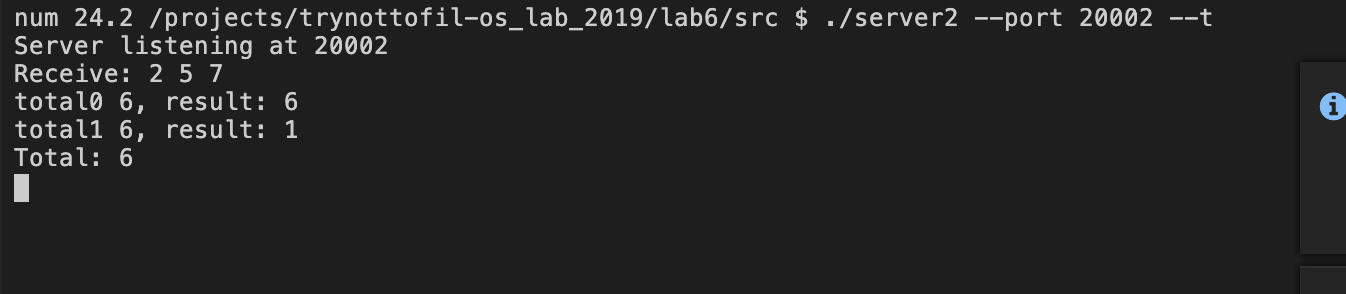 num 24.2 /projects/trynottofil-os_lab_2019/lab6/src $ ./server2 --port 20002 --t
Server listening at 20002
Receive: 2 5 7
total0 6, result: 6
total1 6, result: 1
Total: 6